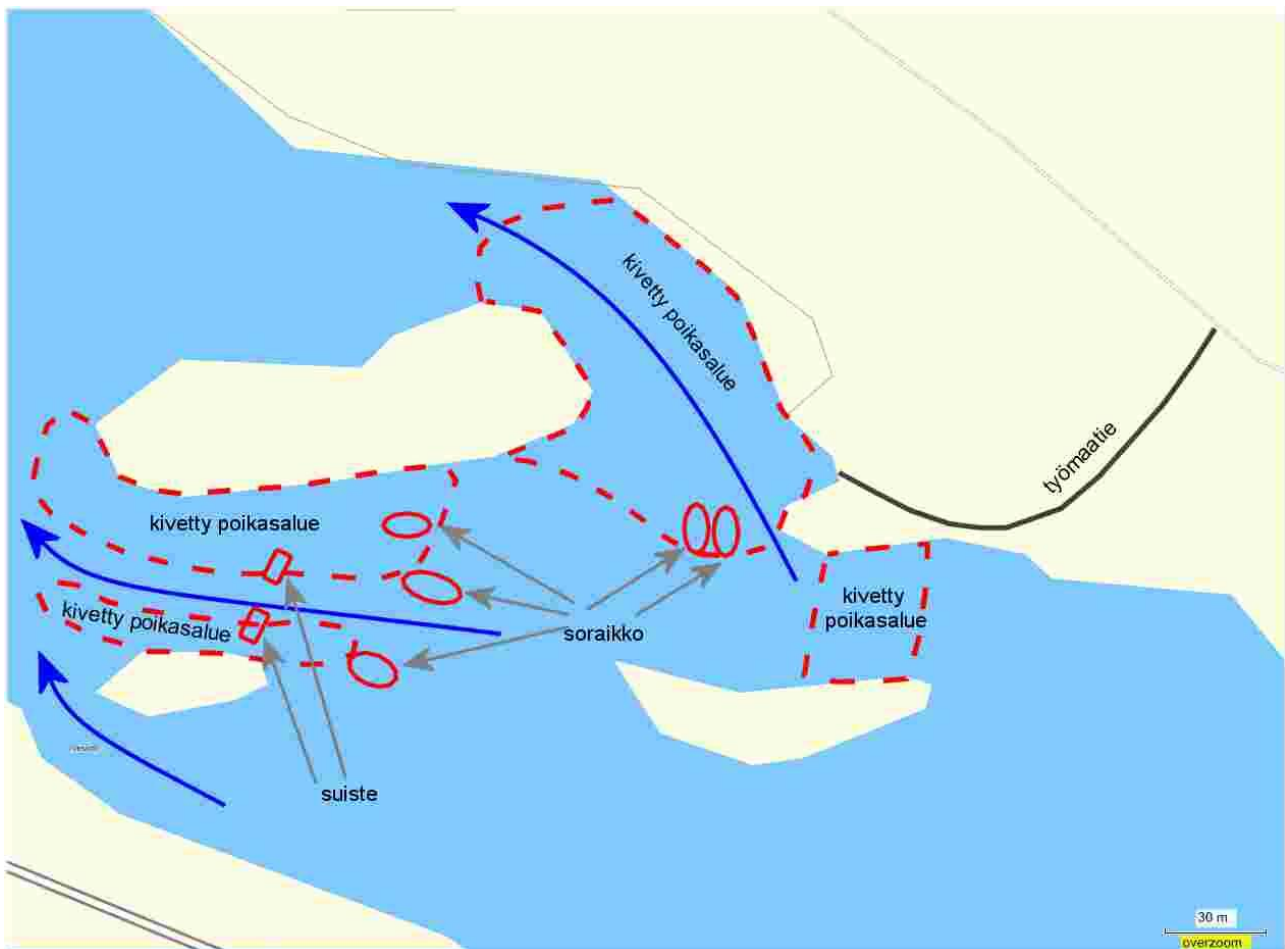 kivetty poikasalue
työmaatie
kivetty poikasalue
kivetty
poikasalue
kivetty poikasalue
soraikko
suiste
30 m
overzoom